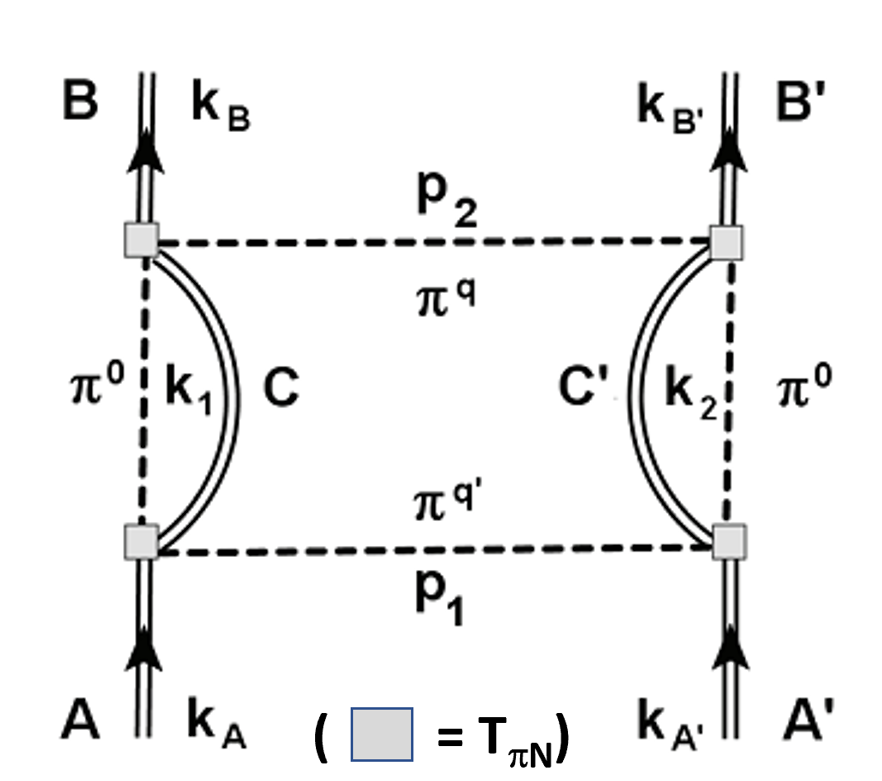 B k_B k_B' B'
p_2
π^q
π^0 k_1 C C' k_2 π^0
π^q'
p_1
A k_A ( = T_πN) k_A' A'